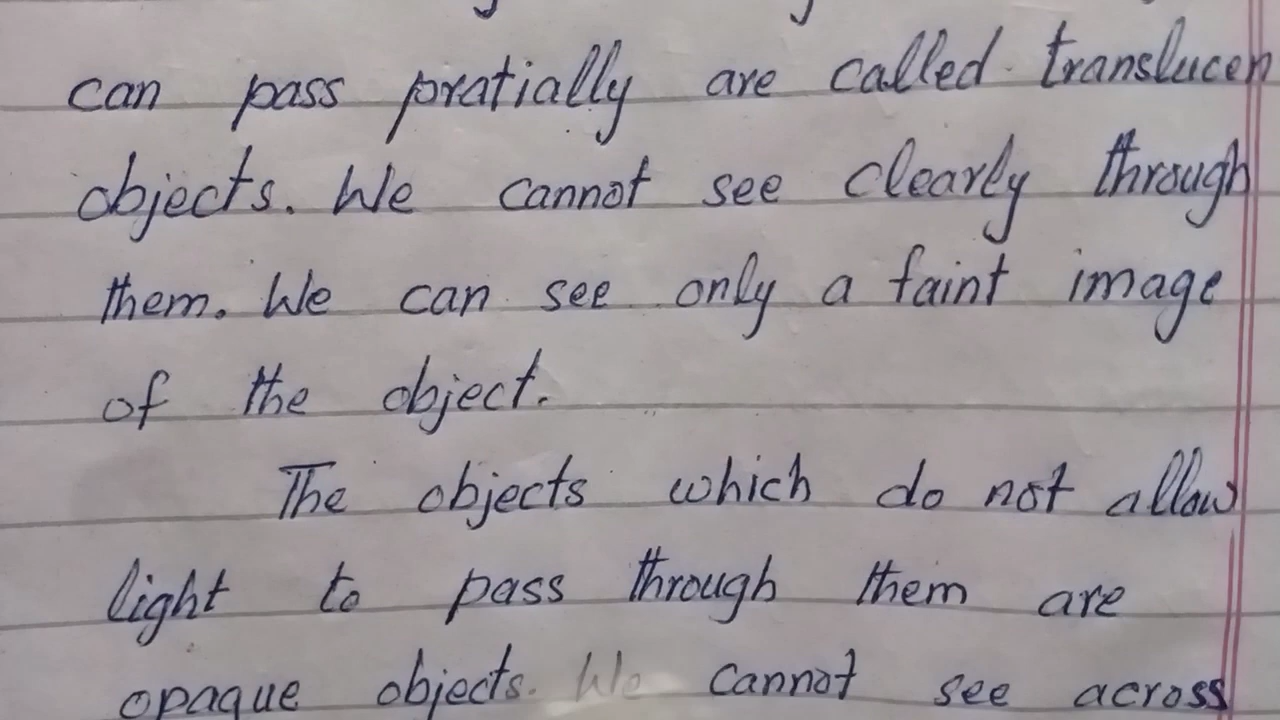 can pass pratially are called translucen
objects. We cannot see clearly through
them. We can see only a faint image
of the object.
The objects which do not allow
light to pass through them are
opaque objects. We cannot see across